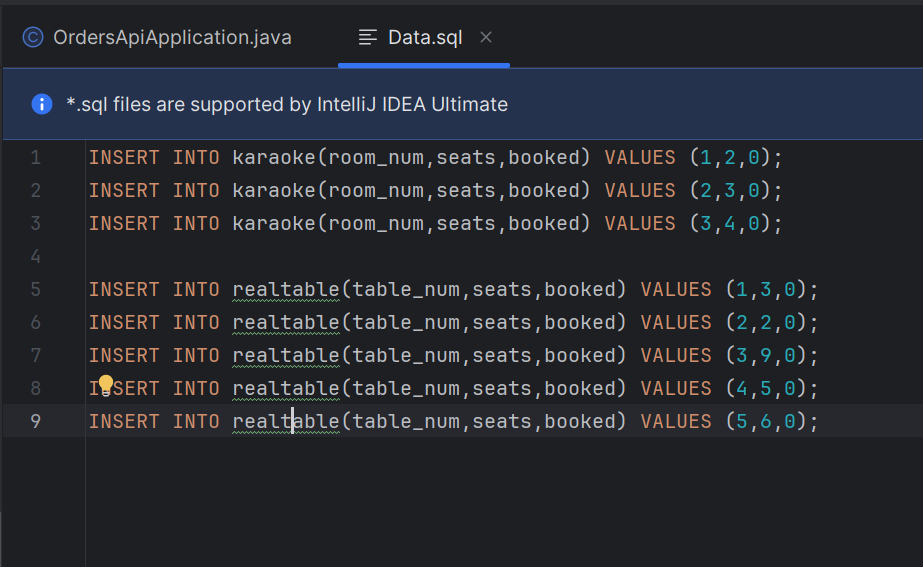 OrdersApiApplication.java
Data.sql
*.sql files are supported by IntelliJ IDEA Ultimate
1 INSERT INTO karaoke(room_num,seats,booked) VALUES (1,2,0);
2 INSERT INTO karaoke(room_num,seats,booked) VALUES (2,3,0);
3 INSERT INTO karaoke(room_num,seats,booked) VALUES (3,4,0);
4
5 INSERT INTO realtable(table_num,seats,booked) VALUES (1,3,0);
6 INSERT INTO realtable(table_num,seats,booked) VALUES (2,2,0);
7 INSERT INTO realtable(table_num,seats,booked) VALUES (3,9,0);
8 INSERT INTO realtable(table_num,seats,booked) VALUES (4,5,0);
9 INSERT INTO realtable(table_num,seats,booked) VALUES (5,6,0);